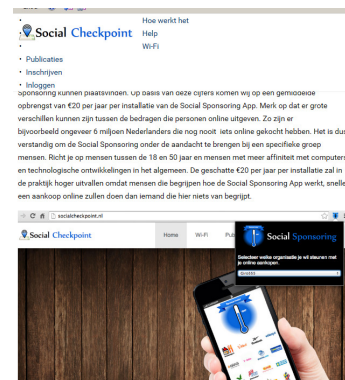 Hoe werkt het
Social Checkpoint
Help
Wi-Fi
Publicaties
Inschrijven
Inloggen
Sponsoring kunnen plaatsvinden. Op basis van deze cijfers komen wij op een gemiddelde
opbrengst van €20 per jaar per installatie van de Social Sponsoring App. Merk op dat er grote
verschillen kunnen zijn tussen de bedragen die personen online uitgeven. Zo zijn er
bijvoorbeeld ongeveer 6 miljoen Nederlanders die nog nooit iets online gekocht hebben. Het is dus
verstandig om de Social Sponsoring onder de aandacht te brengen bij een specifieke groep
mensen. Richt je op mensen tussen de 18 en 50 jaar en mensen met meer affiniteit met computers
en technologische ontwikkelingen in het algemeen. De geschatte €20 per jaar per installatie zal in
de praktijk hoger uitvallen omdat mensen die begrijpen hoe de Social Sponsoring App werkt, snelle
een aankoop online zullen doen dan iemand die hier niets van begrijpt.
socialcheckpoint.nl
Social Checkpoint
Home
Wi-Fi
Pub
Social Sponsoring
Selecteer welke organisatie je wil steunen met
je online aankopen.